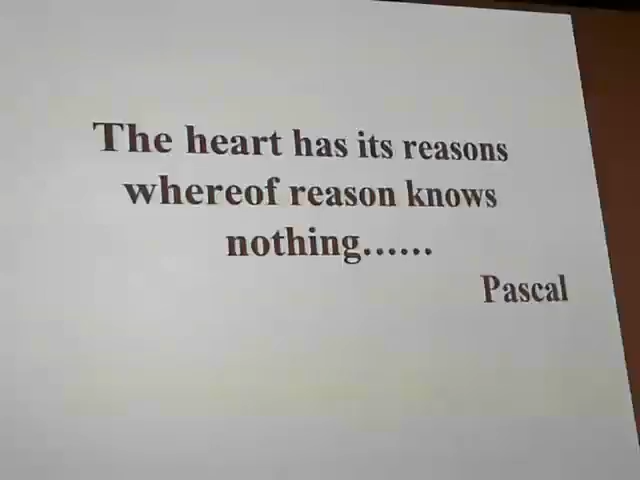 The heart has its reasons
whereof reason knows
nothing......
Pascal